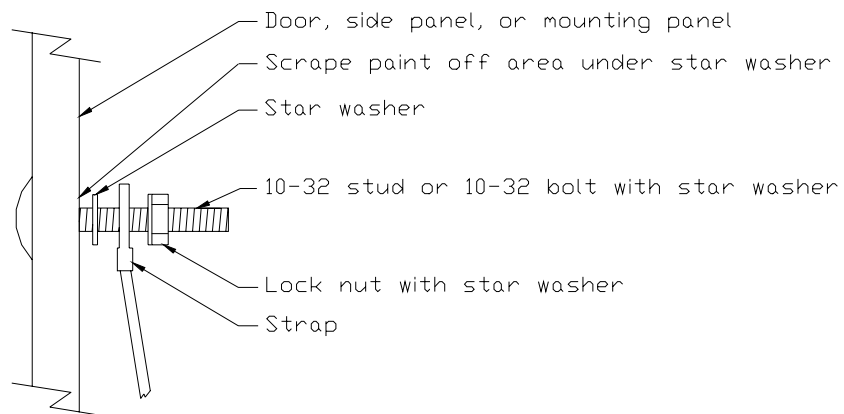 Door, side panel, or mounting panel
Scrape paint off area under star washer
Star washer
10-32 stud or 10-32 bolt with star washer
Lock nut with star washer
Strap